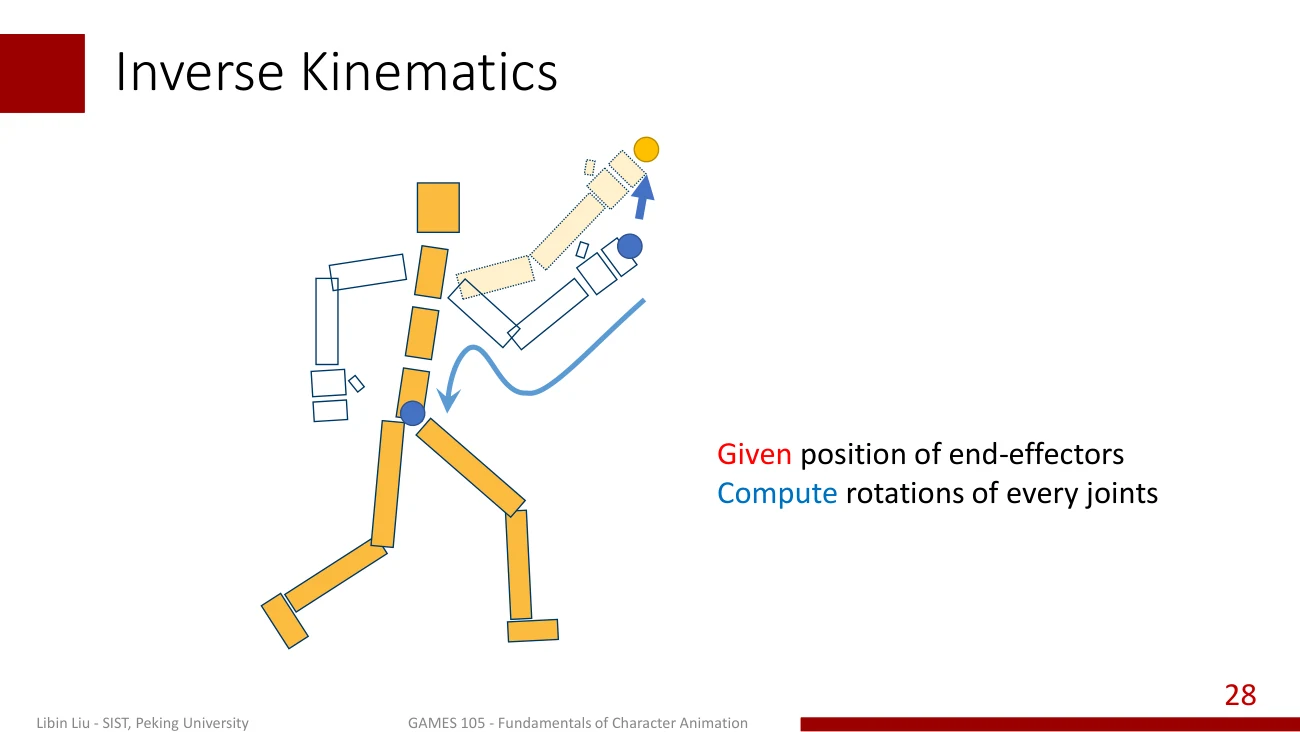 Inverse Kinematics
Given position of end-effectors
Compute rotations of every joints
28
Libin Liu - SIST, Peking University
GAMES 105 - Fundamentals of Character Animation